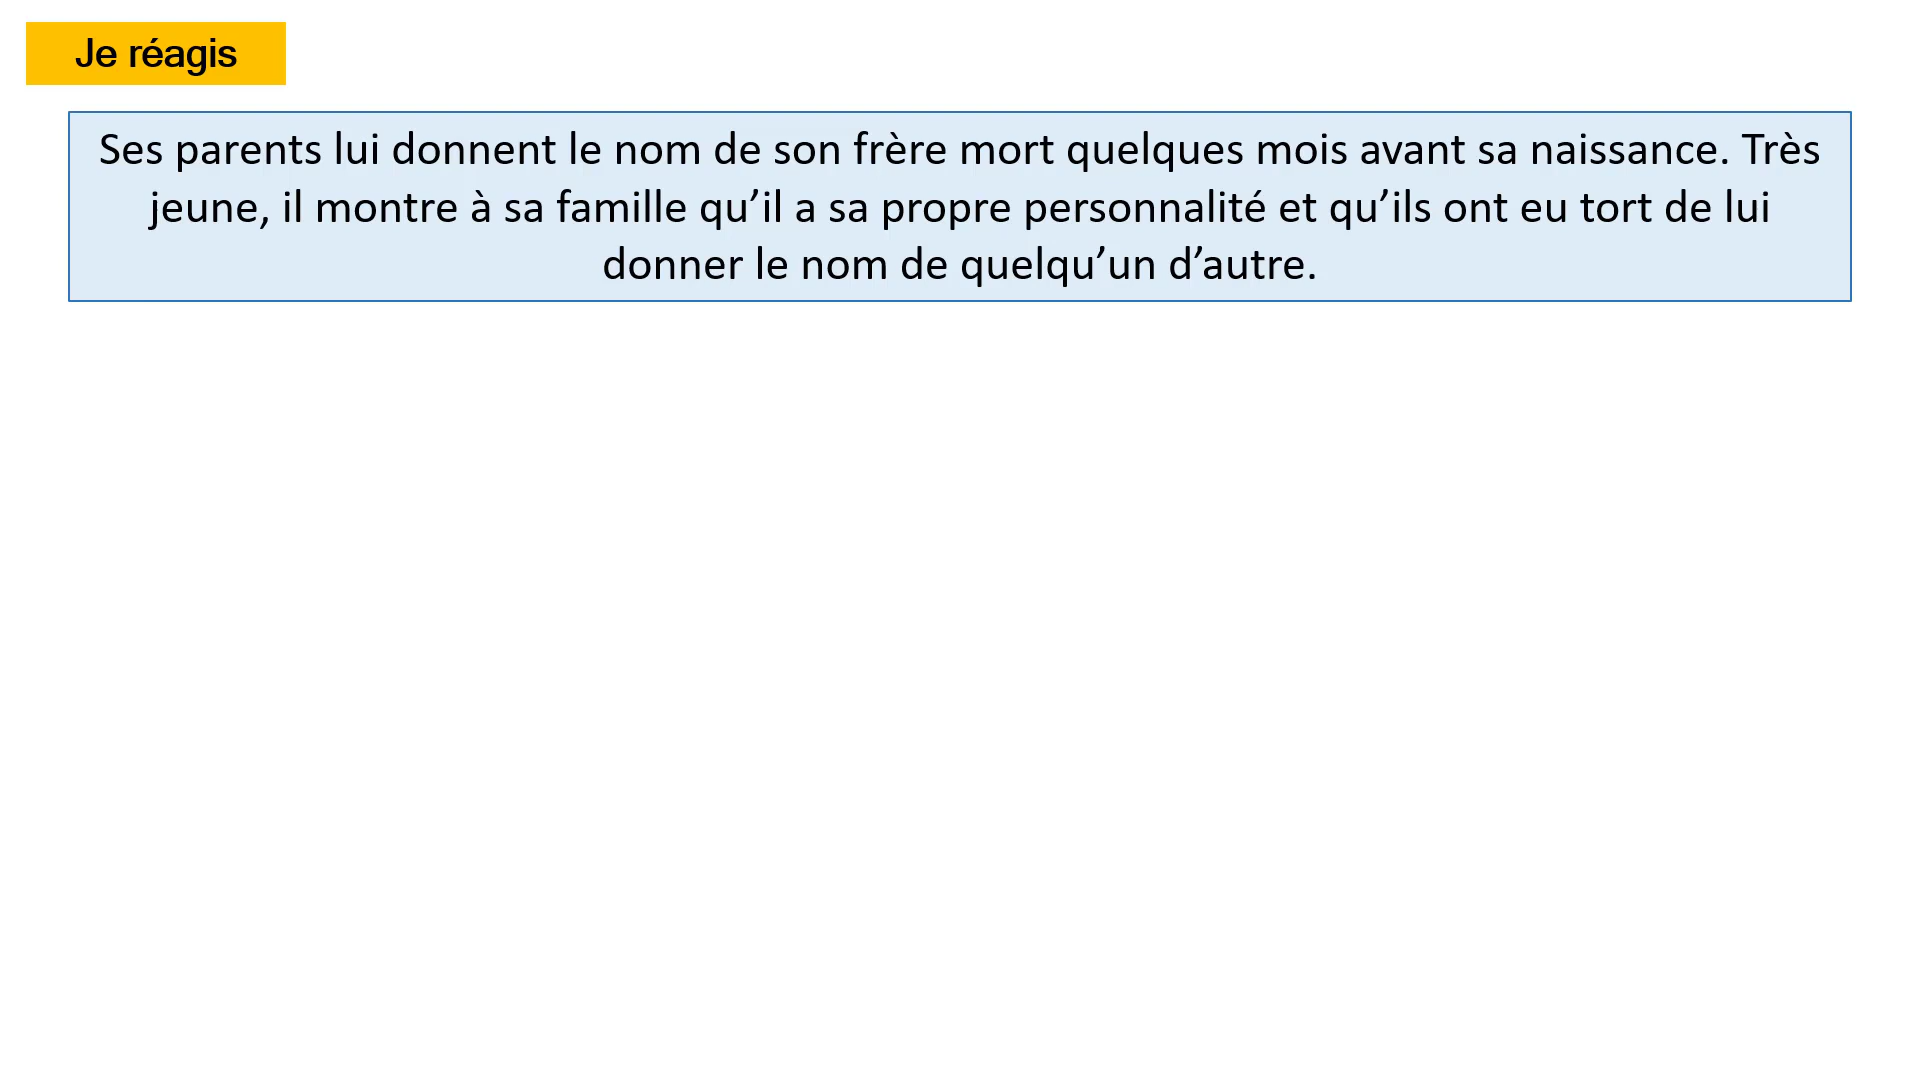 Je réagis
Ses parents lui donnent le nom de son frère mort quelques mois avant sa naissance. Très
jeune, il montre à sa famille qu’il a sa propre personnalité et qu’ils ont eu tort de lui
donner le nom de quelqu’un d’autre.